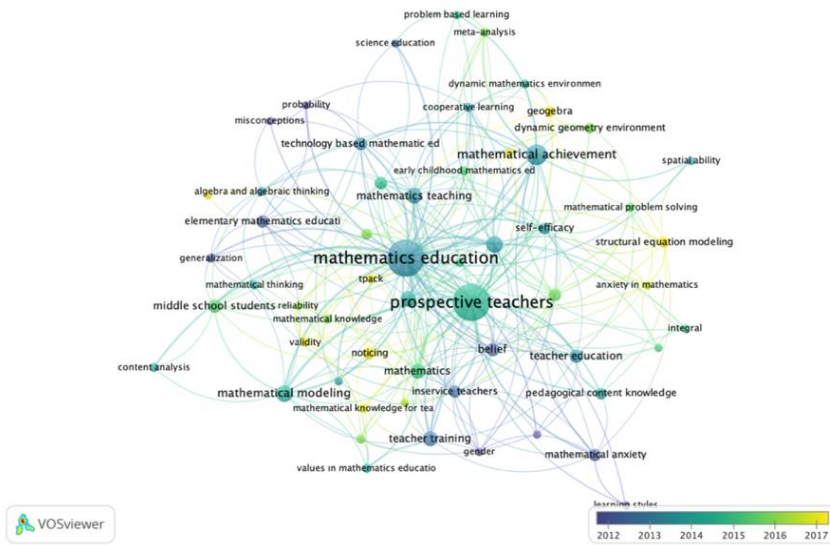 problem based learning
meta-analysis
science education
dynamic mathematics environmen
probability
cooperative learning
geogebra
misconceptions
dynamic geometry environment
technology based mathematic ed
mathematical achievement
spatial ability
early childhood mathematics ed
algebra and algebraic thinking
mathematics teaching
mathematical problem solving
elementary mathematics educati
self-efficacy
structural equation modeling
generalization
mathematics education
tpack
mathematical thinking
anxiety in mathematics
middle school students
reliability
prospective teachers
mathematical knowledge
integral
validity
noticing
belief
teacher education
content analysis
mathematics
mathematical modeling
inservice teachers
pedagogical content knowledge
mathematical knowledge for tea
teacher training
gender
mathematical anxiety
values in mathematics educatio
learning styles
VOSviewer
2012 2013 2014 2015 2016 2017